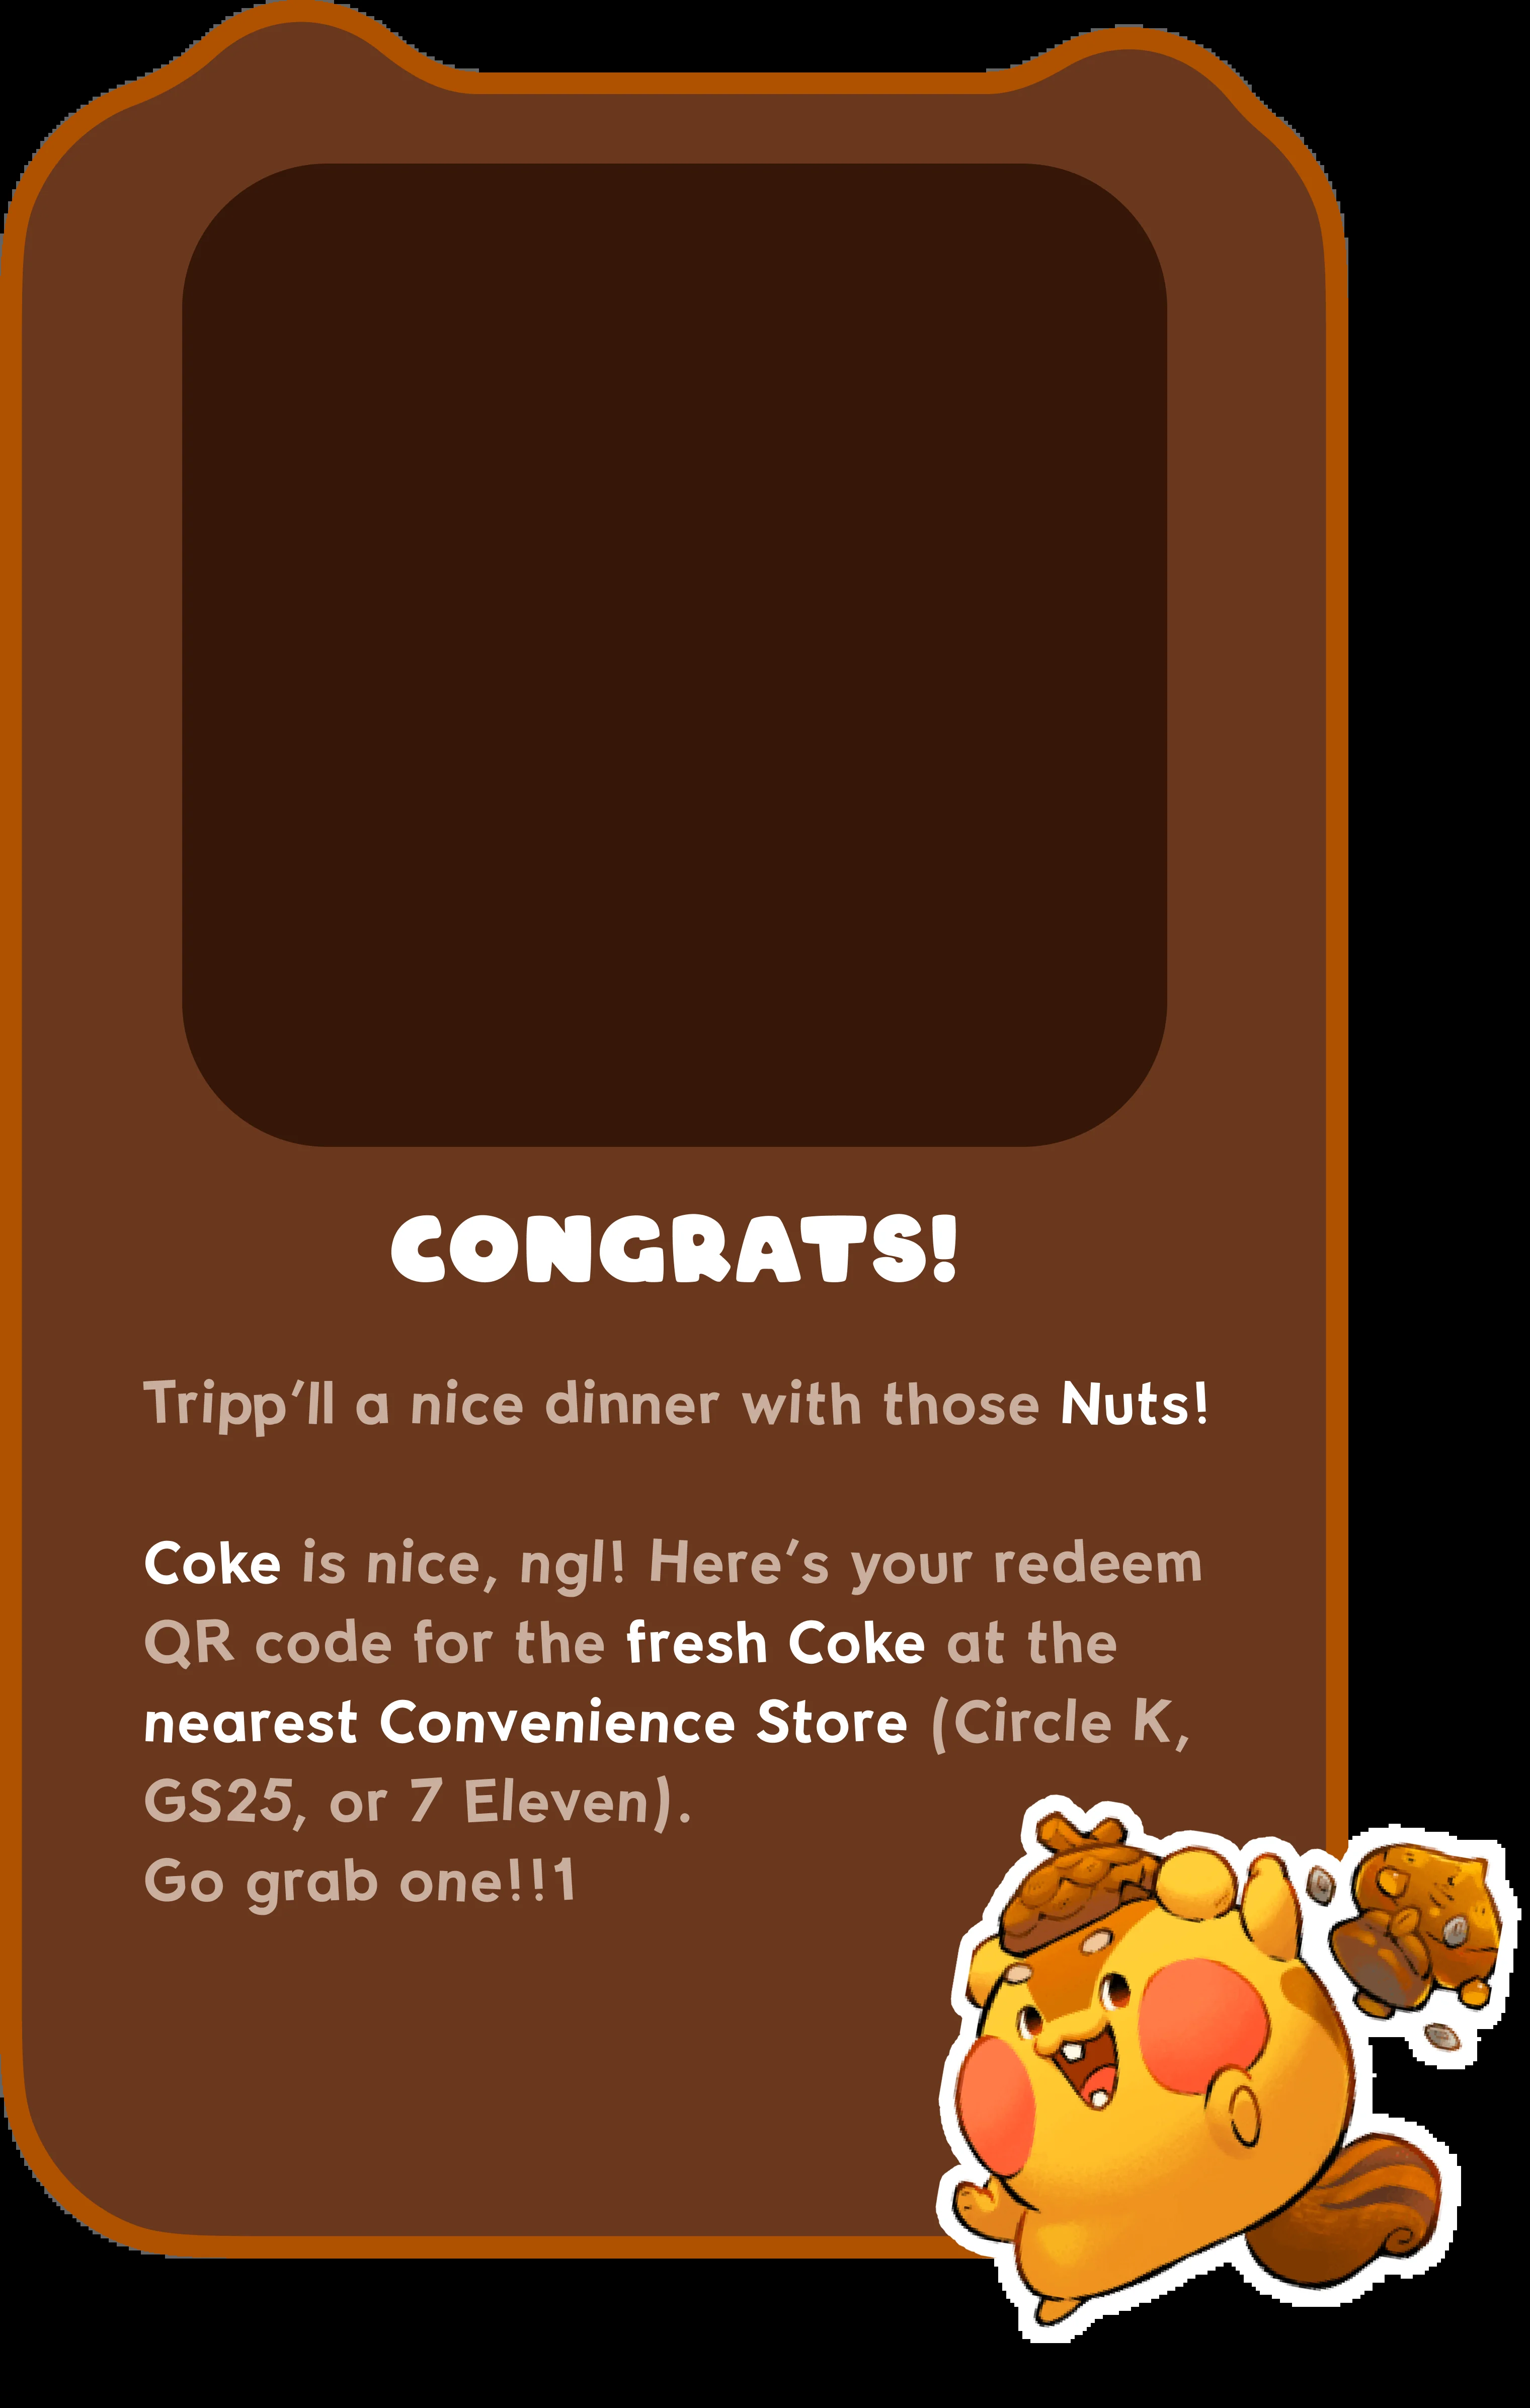 CONGRATS!
Tripp’ll a nice dinner with those Nuts!
Coke is nice, ngl! Here’s your redeem
QR code for the fresh Coke at the
nearest Convenience Store (Circle K,
GS25, or 7 Eleven).
Go grab one!!1